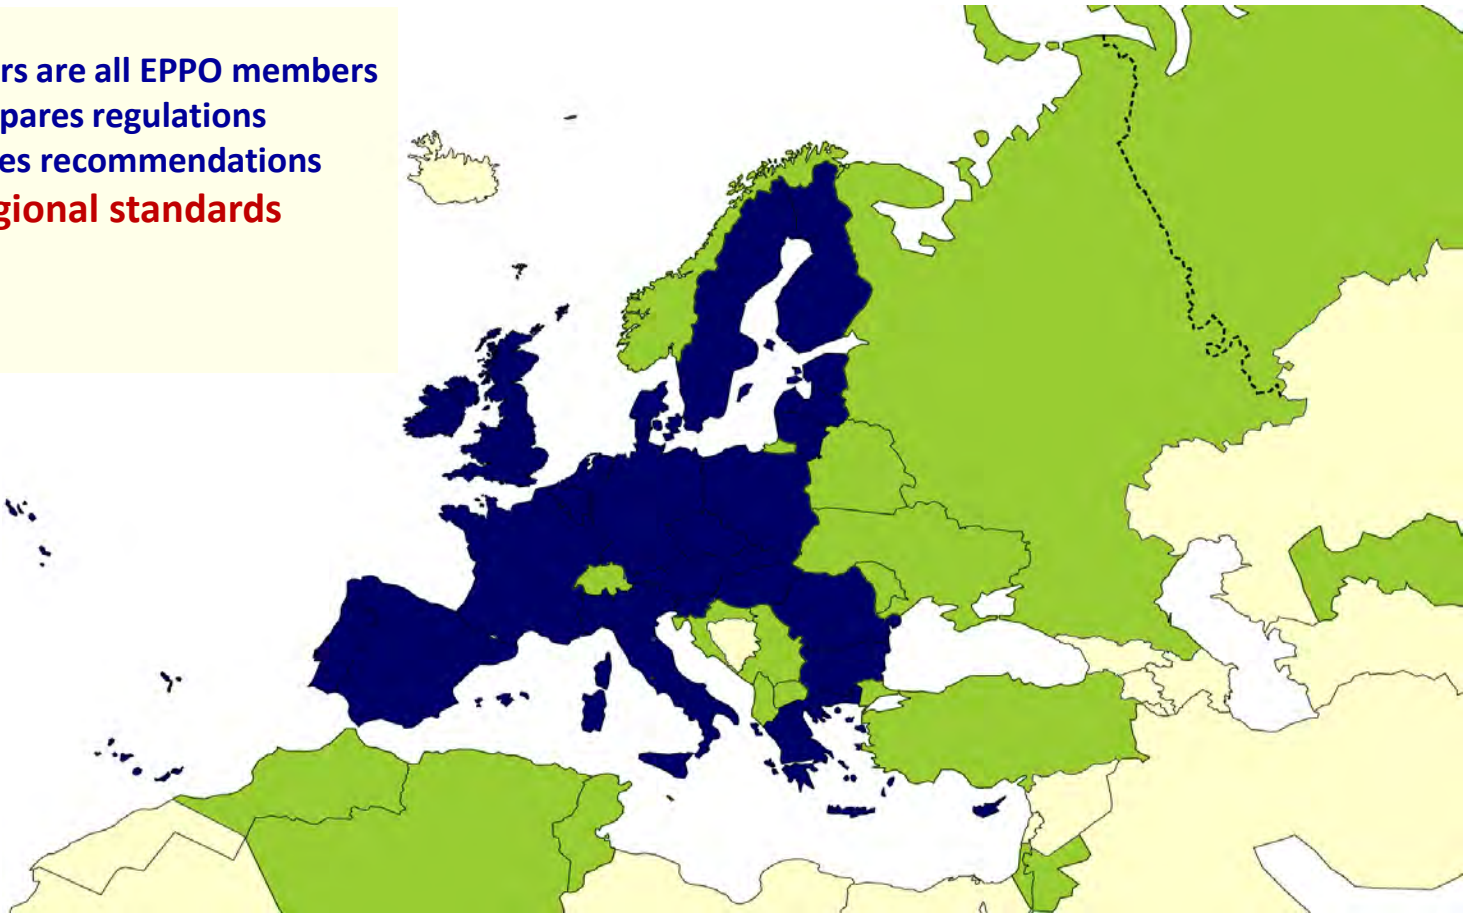 rs are all EPPO members
pares regulations
es recommendations
gional standards